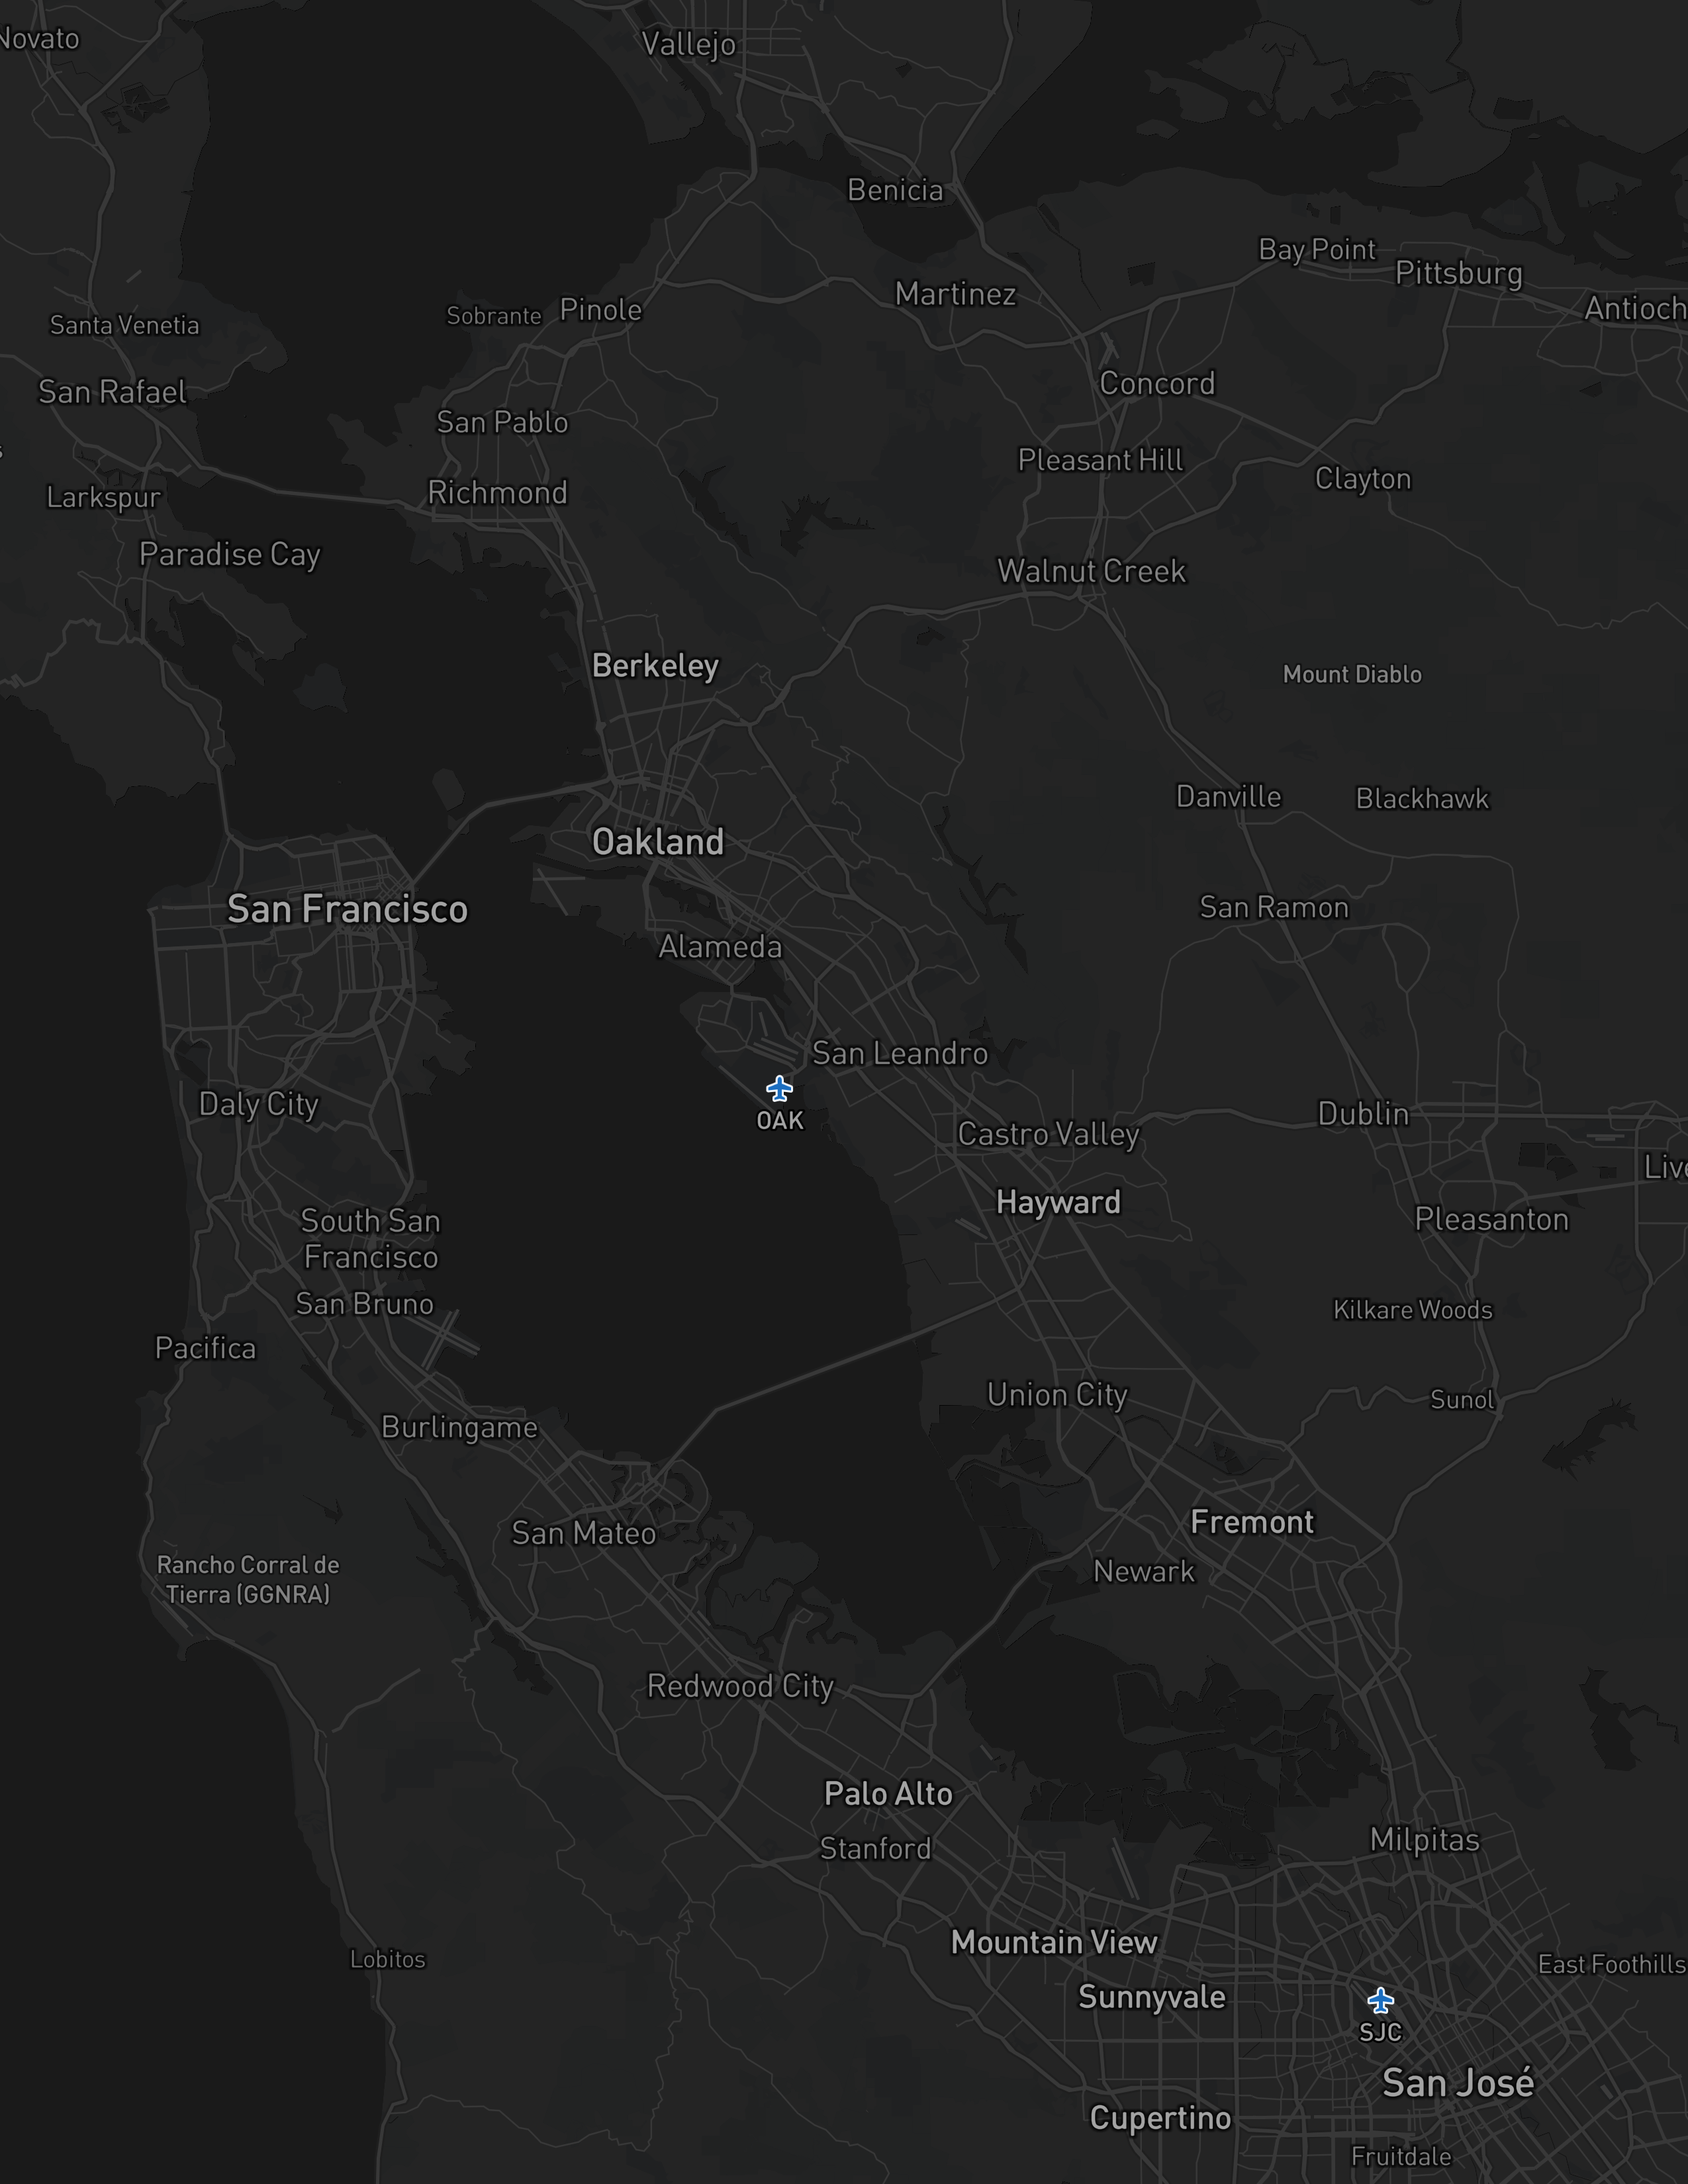 Novato
Vallejo
Benicia
Bay Point
Pittsburg
Martinez
Antioch
Sobrante
Pinole
Santa Venetia
San Rafael
Concord
San Pablo
Pleasant Hill
Clayton
Richmond
Larkspur
Paradise Cay
Walnut Creek
Berkeley
Mount Diablo
Danville
Blackhawk
Oakland
San Francisco
San Ramon
Alameda
San Leandro
OAK
Daly City
Dublin
Castro Valley
Live
Hayward
South San
Francisco
Pleasanton
San Bruno
Kilkare Woods
Pacifica
Union City
Sunol
Burlingame
Fremont
San Mateo
Rancho Corral de
Tierra (GGNRA)
Newark
Redwood City
Palo Alto
Milpitas
Stanford
Mountain View
Lobitos
East Foothills
Sunnyvale
SJC
San José
Cupertino
Fruitdale